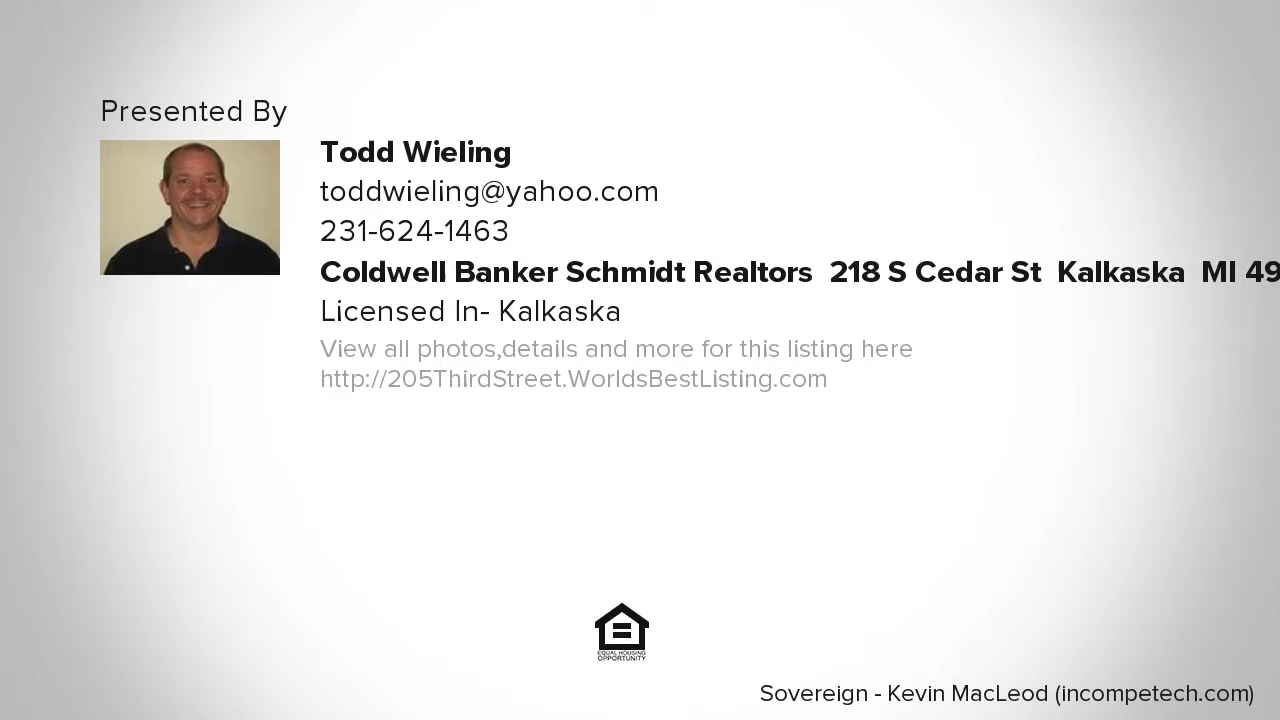 Presented By
Todd Wieling
toddwieling@yahoo.com
231-624-1463
Coldwell Banker Schmidt Realtors  218 S Cedar St  Kalkaska  MI 49
Licensed In- Kalkaska
View all photos,details and more for this listing here
http://205ThirdStreet.WorldsBestListing.com
EQUAL HOUSING
OPPORTUNITY
Sovereign - Kevin MacLeod (incompetech.com)